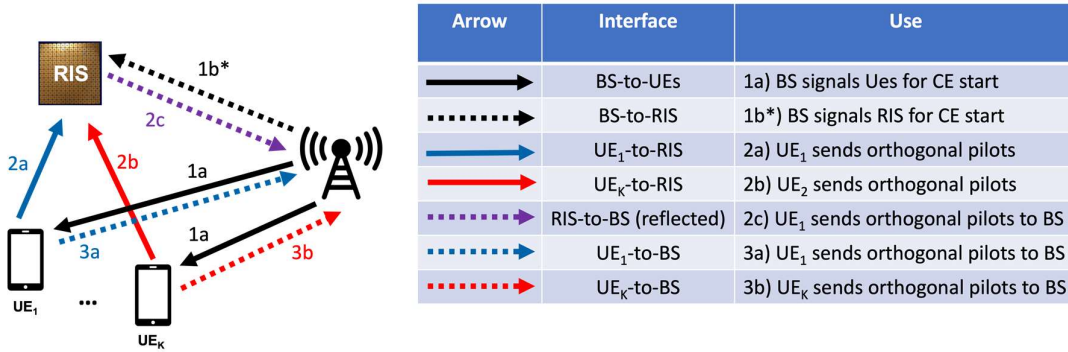 RIS
1b*
2c
2a
2b
1a
3a
1a
3b
UE1
...
UEK
Arrow Interface Use
BS-to-UEs 1a) BS signals Ues for CE start
BS-to-RIS 1b*) BS signals RIS for CE start
UE1-to-RIS 2a) UE1 sends orthogonal pilots
UEK-to-RIS 2b) UE2 sends orthogonal pilots
RIS-to-BS (reflected) 2c) UE1 sends orthogonal pilots to BS
UE1-to-BS 3a) UE1 sends orthogonal pilots to BS
UEK-to-BS 3b) UEK sends orthogonal pilots to BS